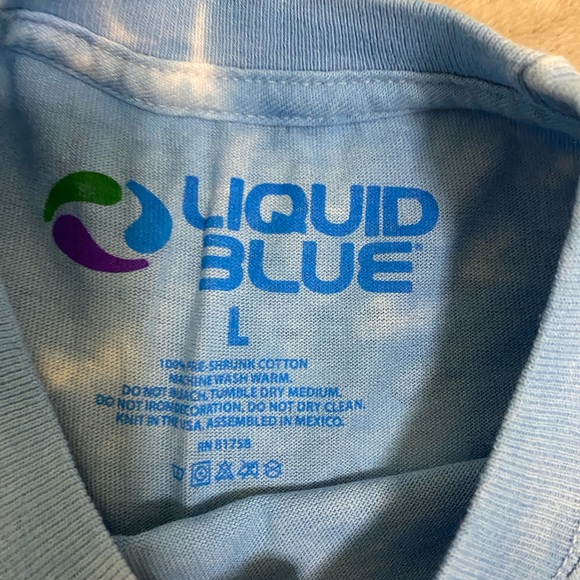 LIQUID
BLUE
L
100% PRE-SHRUNK COTTON
MACHINE WASH WARM.
DO NOT BLEACH, TUMBLE DRY MEDIUM.
DO NOT IRON DECORATION. DO NOT DRY CLEAN.
KNIT IN THE USA, ASSEMBLED IN MEXICO.
RN 81758